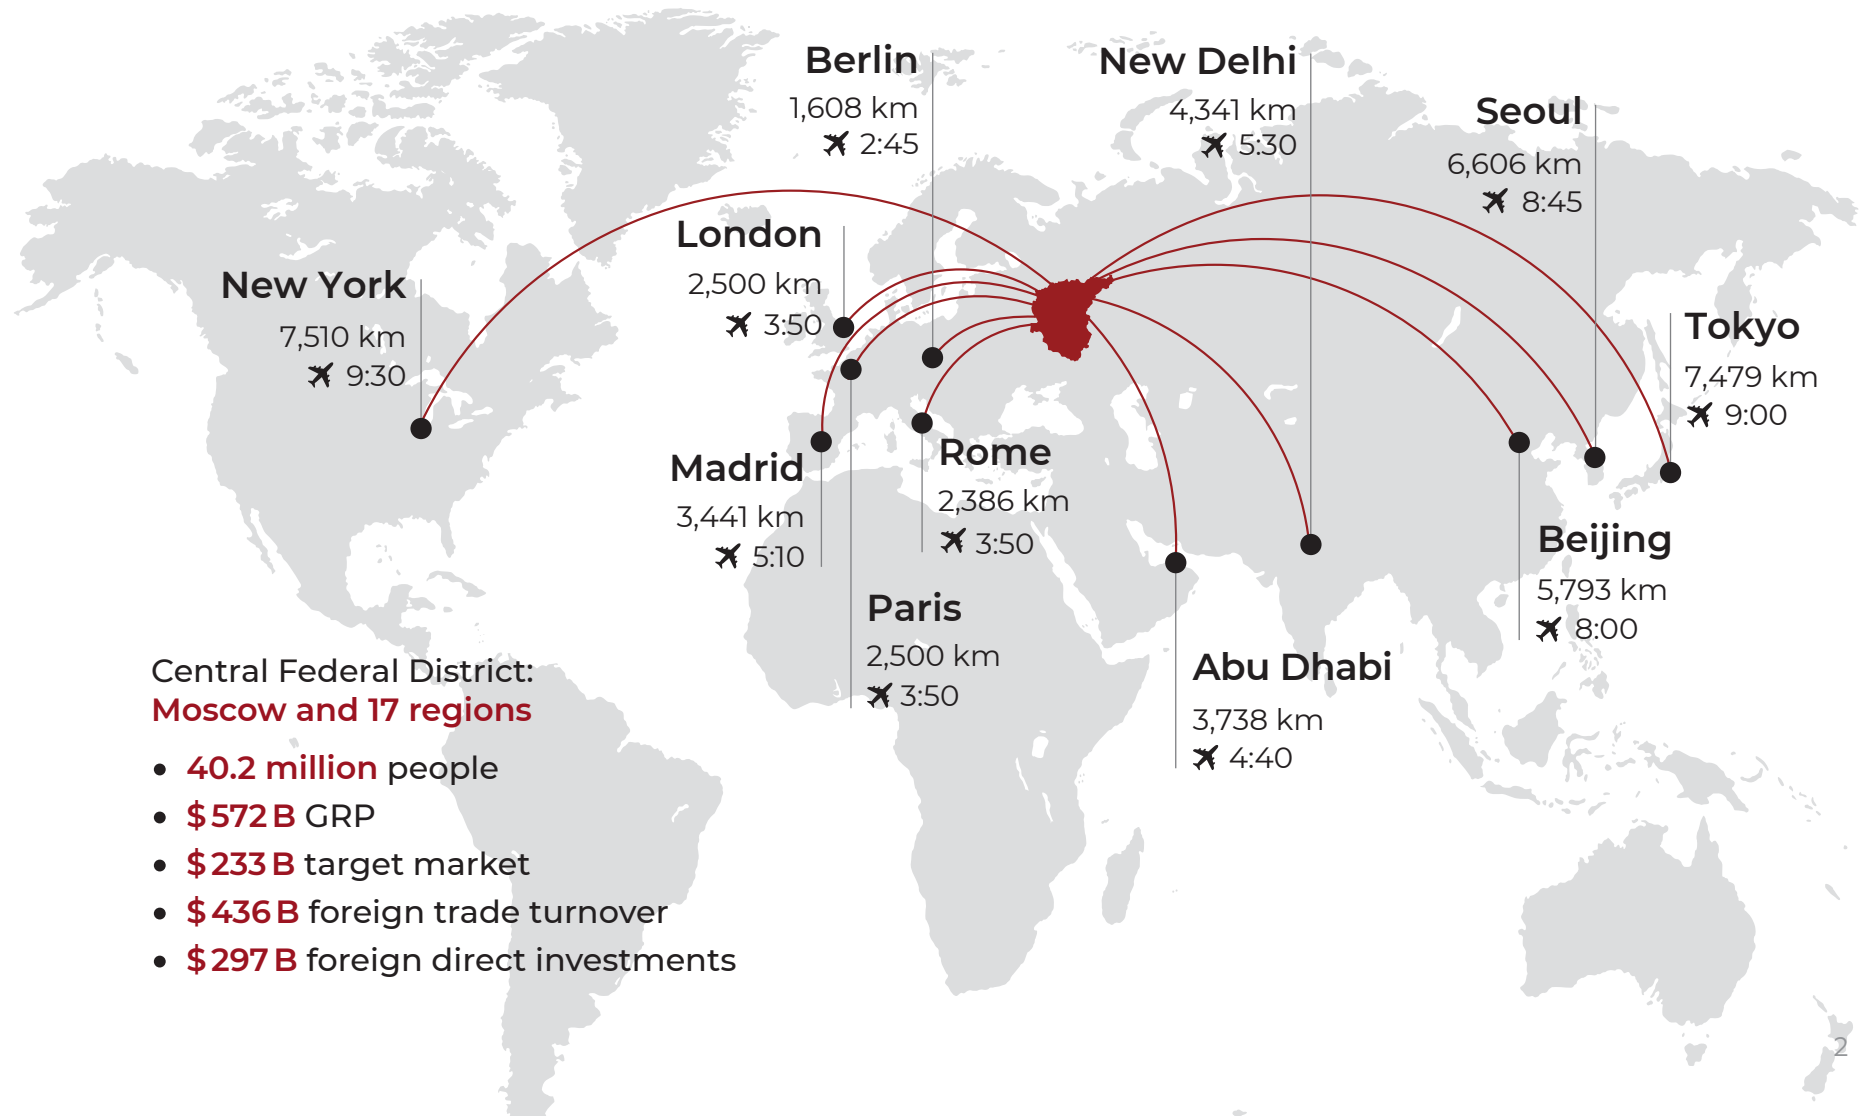 Berlin
1,608 km
2:45
New Delhi
4,341 km
5:30
Seoul
6,606 km
8:45
London
2,500 km
3:50
New York
7,510 km
9:30
Tokyo
7,479 km
9:00
Madrid
3,441 km
5:10
Rome
2,386 km
3:50
Beijing
5,793 km
8:00
Paris
2,500 km
3:50
Abu Dhabi
3,738 km
4:40
Central Federal District:
Moscow and 17 regions
• 40.2 million people
• $ 572 B GRP
• $ 233 B target market
• $ 436 B foreign trade turnover
• $ 297 B foreign direct investments
2